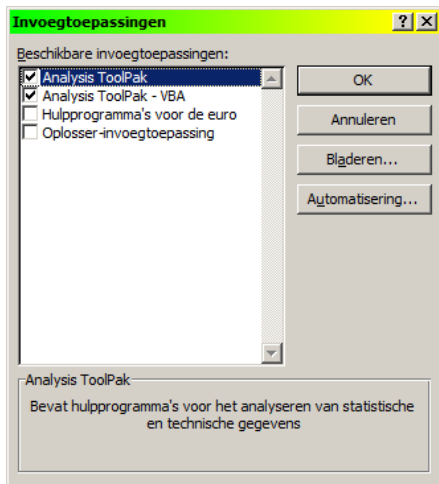 Invoegtoepassingen
Beschikbare invoegtoepassingen:
Analysis ToolPak
Analysis ToolPak - VBA
Hulpprogramma's voor de euro
Oplosser-invoegtoepassing
OK
Annuleren
Bladeren...
Automatisering...
Analysis ToolPak
Bevat hulpprogramma's voor het analyseren van statistische
en technische gegevens